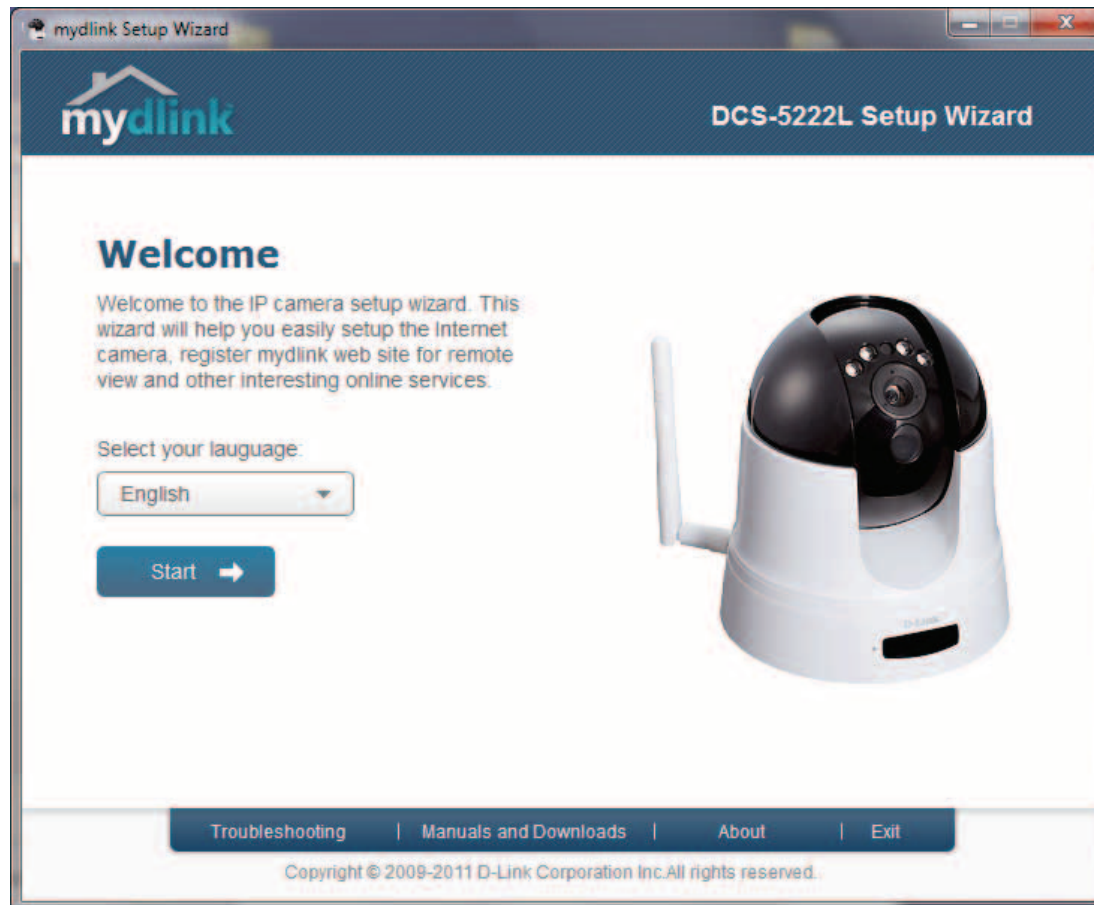 mydlink Setup Wizard
mydlink
DCS-5222L Setup Wizard
Welcome
Welcome to the IP camera setup wizard. This
wizard will help you easily setup the Internet
camera, register mydlink web site for remote
view and other interesting online services.
Select your lauguage:
English
Start
D-Link
Troubleshooting | Manuals and Downloads | About | Exit
Copyright © 2009-2011 D-Link Corporation Inc.All rights reserved.